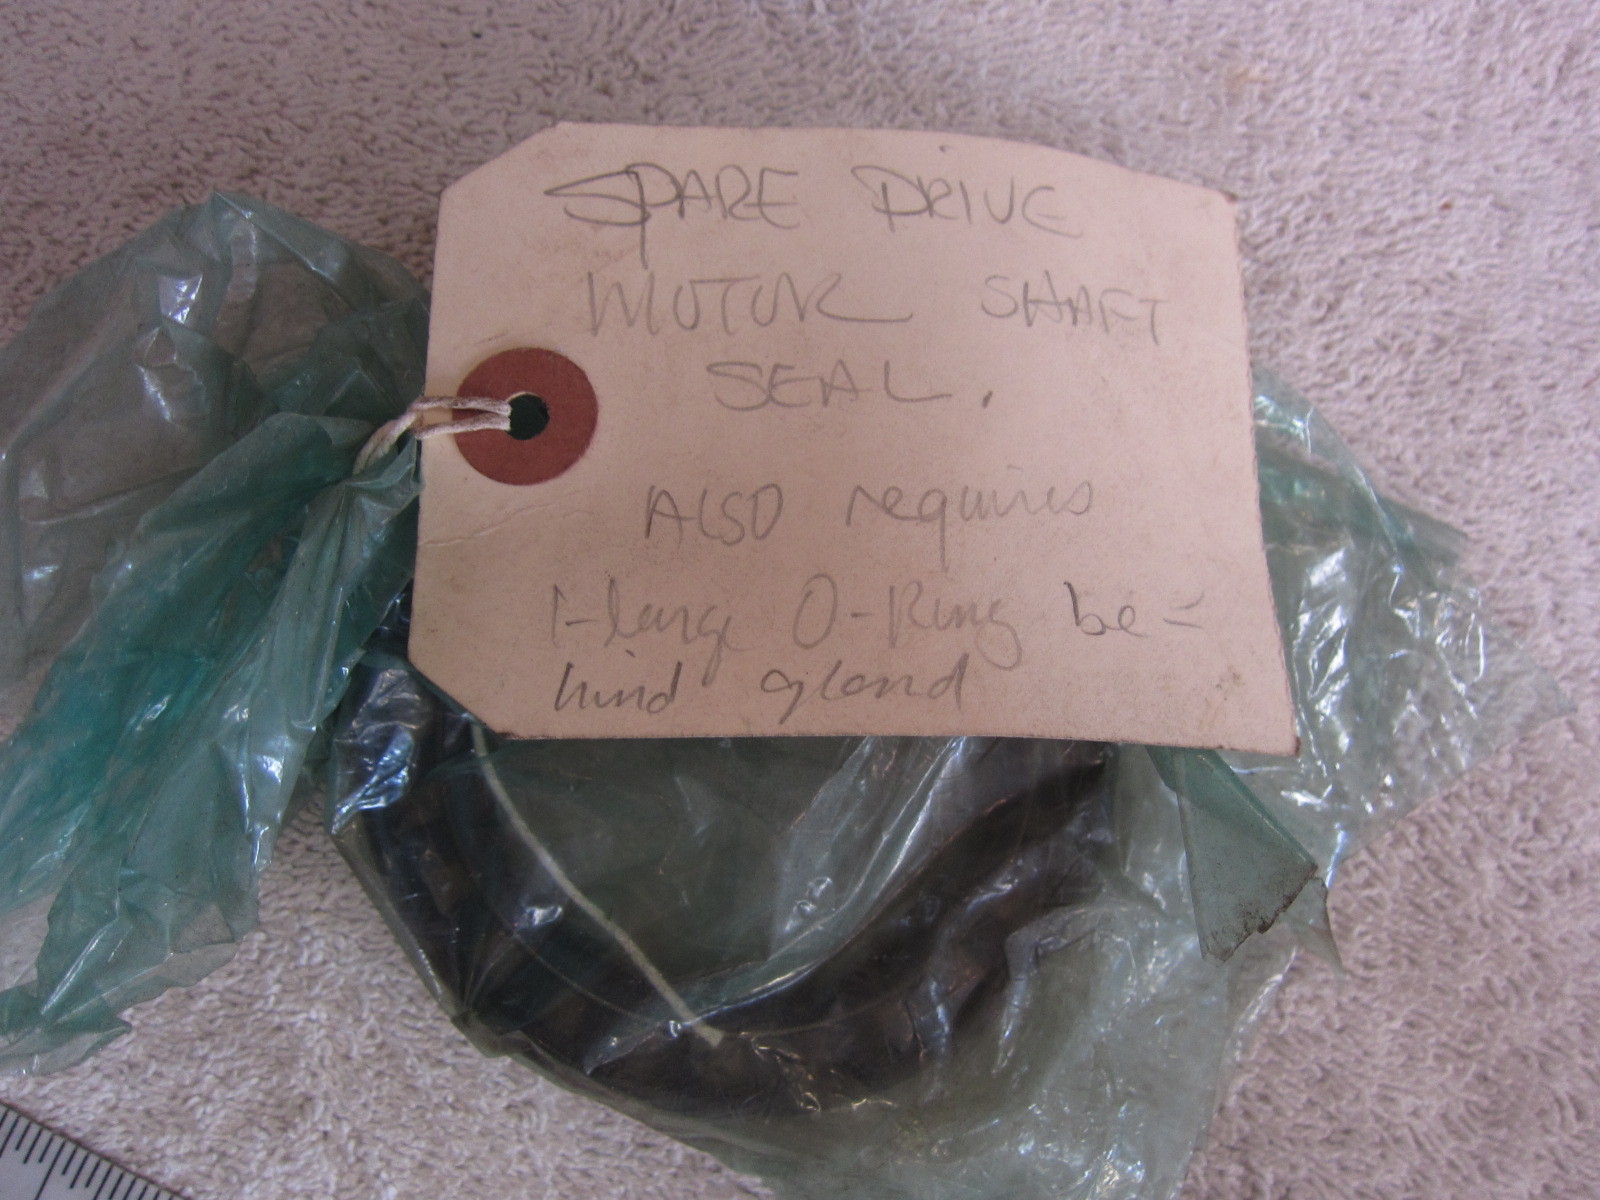 SPARE DRIVE
MOTOR SHAFT
SEAL.
ALSO requires
1-large O-Ring be-
hind gland